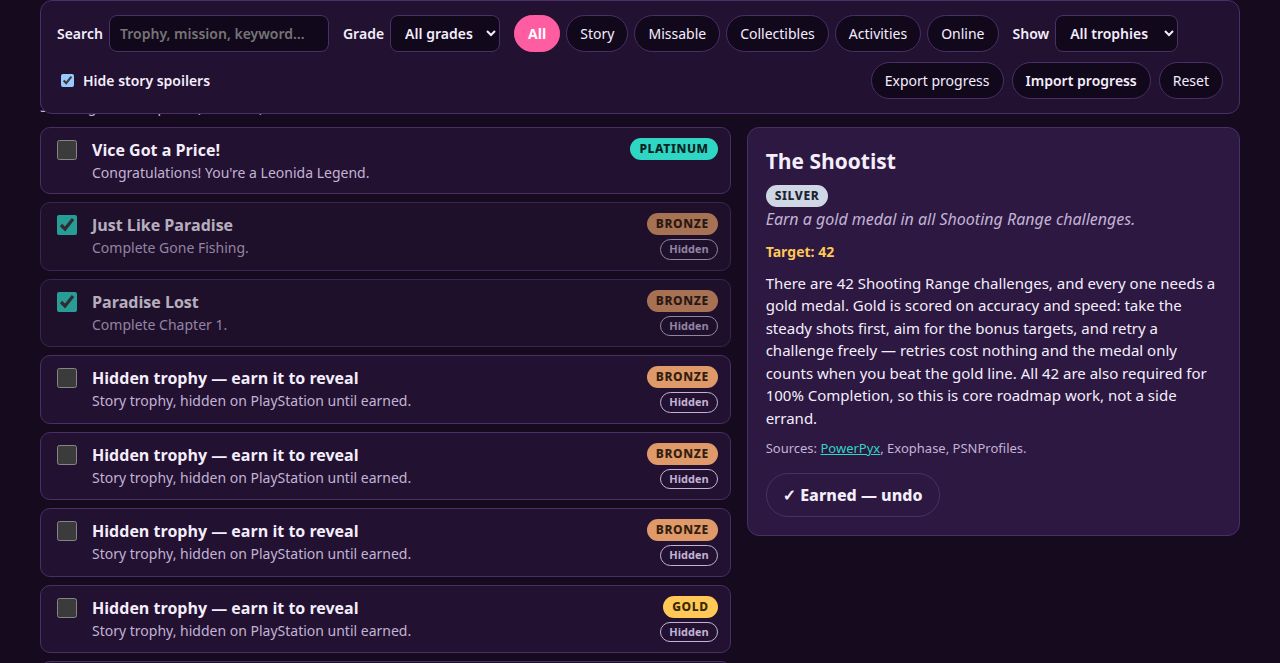 Search
Trophy, mission, keyword...
Grade
All grades
All
Story
Missable
Collectibles
Activities
Online
Show
All trophies
Hide story spoilers
Export progress
Import progress
Reset
Vice Got a Price!
PLATINUM
Congratulations! You're a Leonida Legend.
Just Like Paradise
BRONZE
Complete Gone Fishing.
Hidden
Paradise Lost
BRONZE
Complete Chapter 1.
Hidden
Hidden trophy — earn it to reveal
BRONZE
Story trophy, hidden on PlayStation until earned.
Hidden
Hidden trophy — earn it to reveal
BRONZE
Story trophy, hidden on PlayStation until earned.
Hidden
Hidden trophy — earn it to reveal
BRONZE
Story trophy, hidden on PlayStation until earned.
Hidden
Hidden trophy — earn it to reveal
GOLD
Story trophy, hidden on PlayStation until earned.
Hidden
The Shootist
SILVER
Earn a gold medal in all Shooting Range challenges.
Target: 42
There are 42 Shooting Range challenges, and every one needs a
gold medal. Gold is scored on accuracy and speed: take the
steady shots first, aim for the bonus targets, and retry a
challenge freely — retries cost nothing and the medal only
counts when you beat the gold line. All 42 are also required for
100% Completion, so this is core roadmap work, not a side
errand.
Sources: PowerPyx, Exophase, PSNProfiles.
✓ Earned — undo